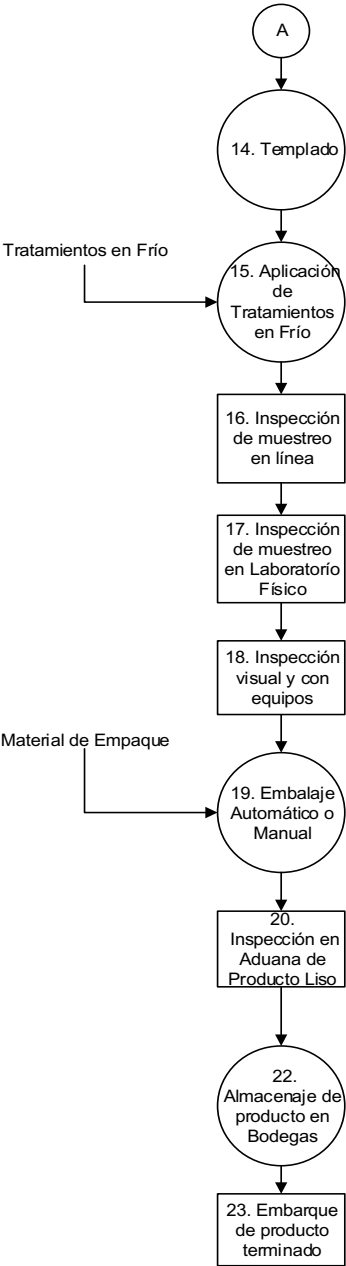 A
14. Templado
Tratamientos en Frío
15. Aplicación
de
Tratamientos
en Frío
16. Inspección
de muestreo
en línea
17. Inspección
de muestreo
en Laboratorío
Físico
18. Inspección
visual y con
equipos
Material de Empaque
19. Embalaje
Automático o
Manual
20.
Inspección en
Aduana de
Producto Liso
22.
Almacenaje de
producto en
Bodegas
23. Embarque
de producto
terminado